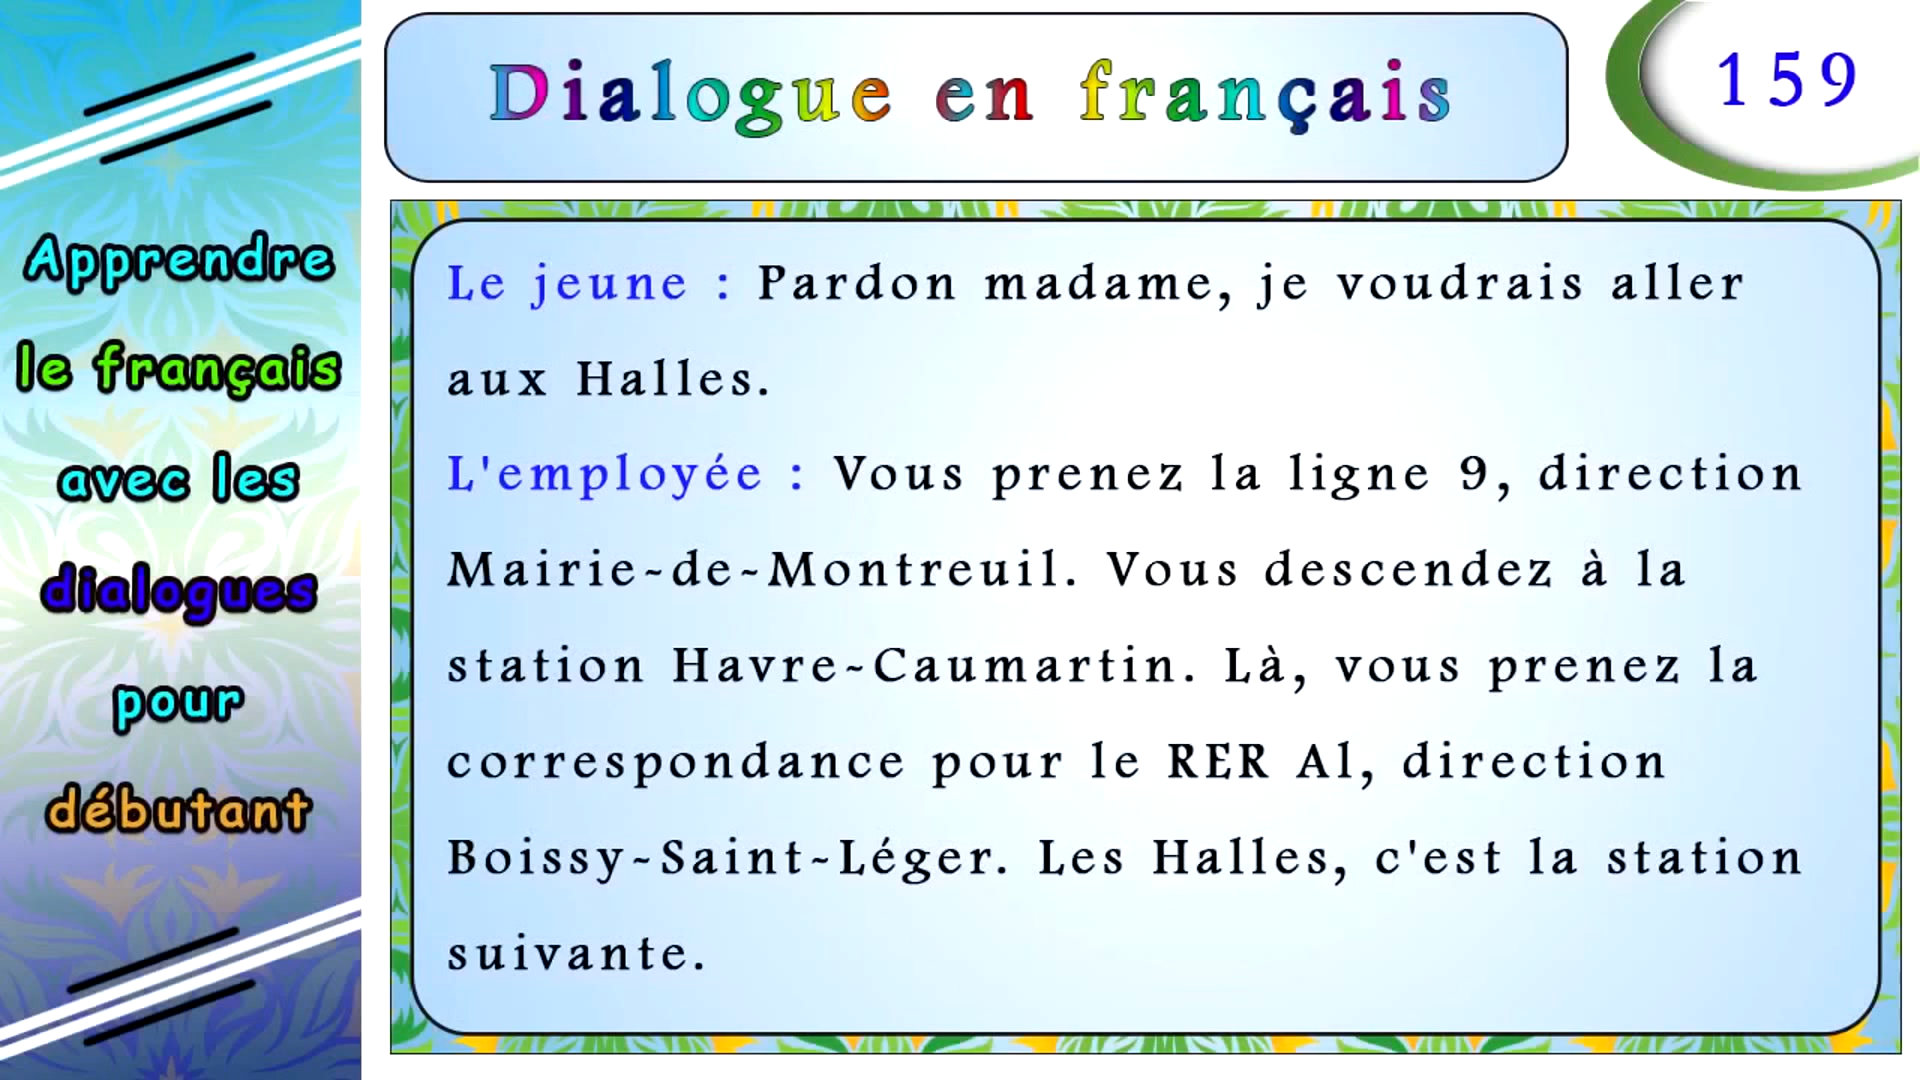 Apprendre
le français
avec les
dialogues
pour
débutant
Dialogue en français
159
Le jeune : Pardon madame, je voudrais aller
aux Halles.
L'employée : Vous prenez la ligne 9, direction
Mairie-de-Montreuil. Vous descendez à la
station Havre-Caumartin. Là, vous prenez la
correspondance pour le RER Al, direction
Boissy-Saint-Léger. Les Halles, c'est la station
suivante.